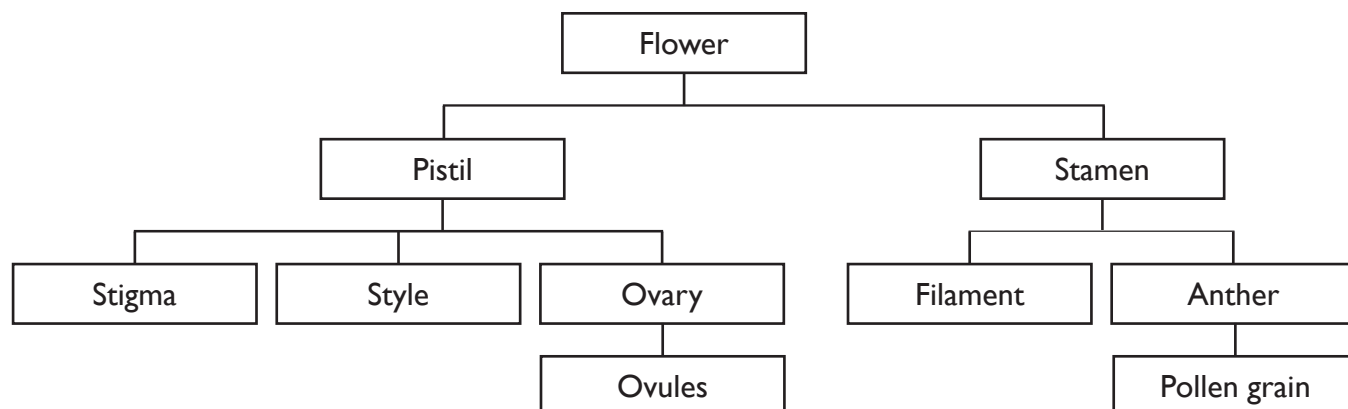 Flower
Pistil
Stamen
Stigma
Style
Ovary
Filament
Anther
Ovules
Pollen grain